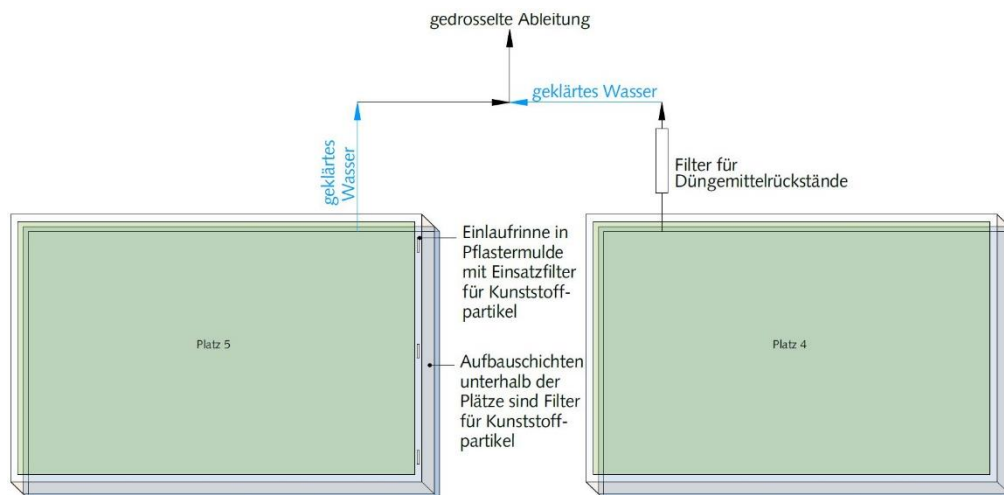 gedrosselte Ableitung
geklärtes Wasser
geklärtes
Wasser
Filter für
Düngemittelrückstände
Einlaufrinne in
Pflastermulde
mit Einsatzfilter
für Kunststoff-
partikel
Platz 5
Platz 4
Aufbauschichten
unterhalb der
Plätze sind Filter
für Kunststoff-
partikel